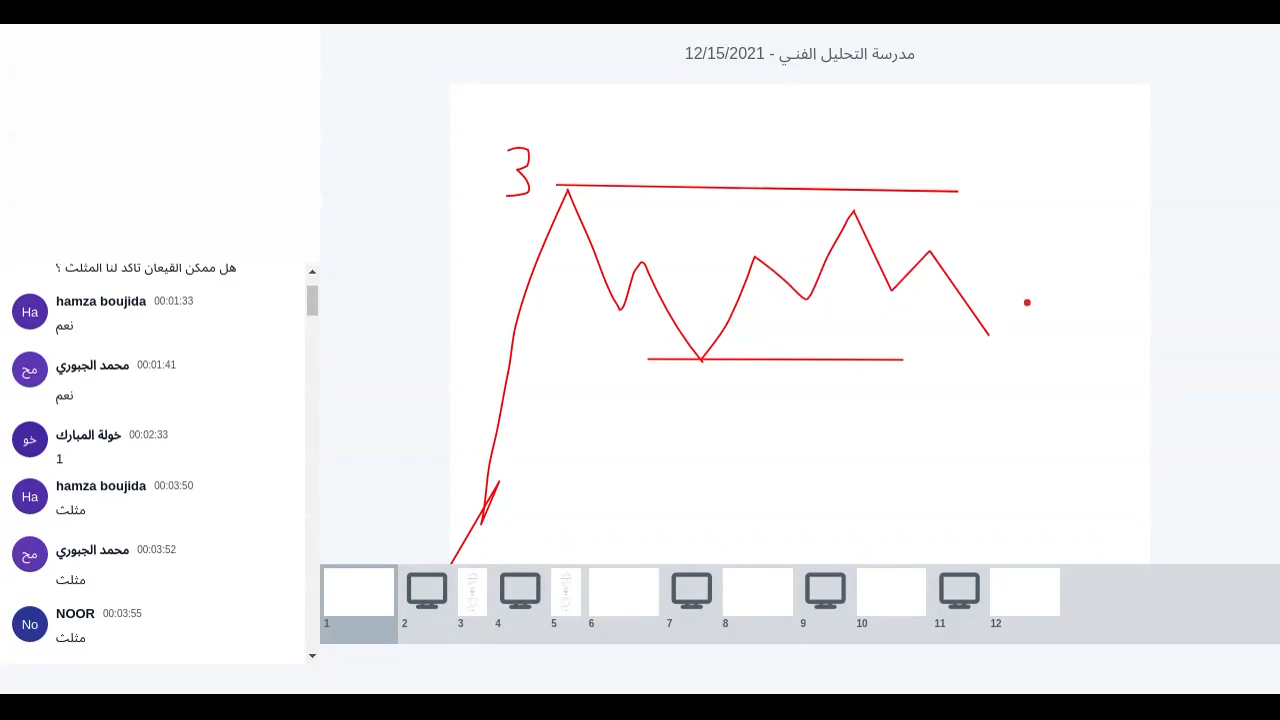 مدرسة التحليل الفنـي - 12/15/2021
3
هل ممكن القيعان تاكد لنا المثلث ؟
Ha
hamza boujida 00:01:33
نعم
مح
محمد الجبوري 00:01:41
نعم
خو
خولة المبارك 00:02:33
1
Ha
hamza boujida 00:03:50
مثلث
مح
محمد الجبوري 00:03:52
مثلث
No
NOOR 00:03:55
مثلث
1 2 3 4 5 6 7 8 9 10 11 12